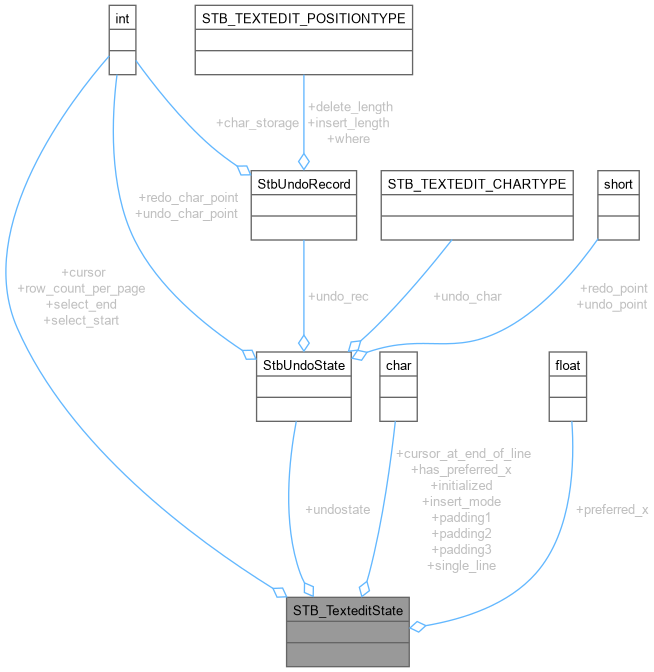 int
STB_TEXTEDIT_POSITIONTYPE
+char_storage
+delete_length
+insert_length
+where
StbUndoRecord
STB_TEXTEDIT_CHARTYPE
short
+redo_char_point
+undo_char_point
+cursor
+row_count_per_page
+select_end
+select_start
+undo_rec
+undo_char
+redo_point
+undo_point
StbUndoState
char
float
+undostate
+cursor_at_end_of_line
+has_preferred_x
+initialized
+insert_mode
+padding1
+padding2
+padding3
+single_line
+preferred_x
STB_TexteditState